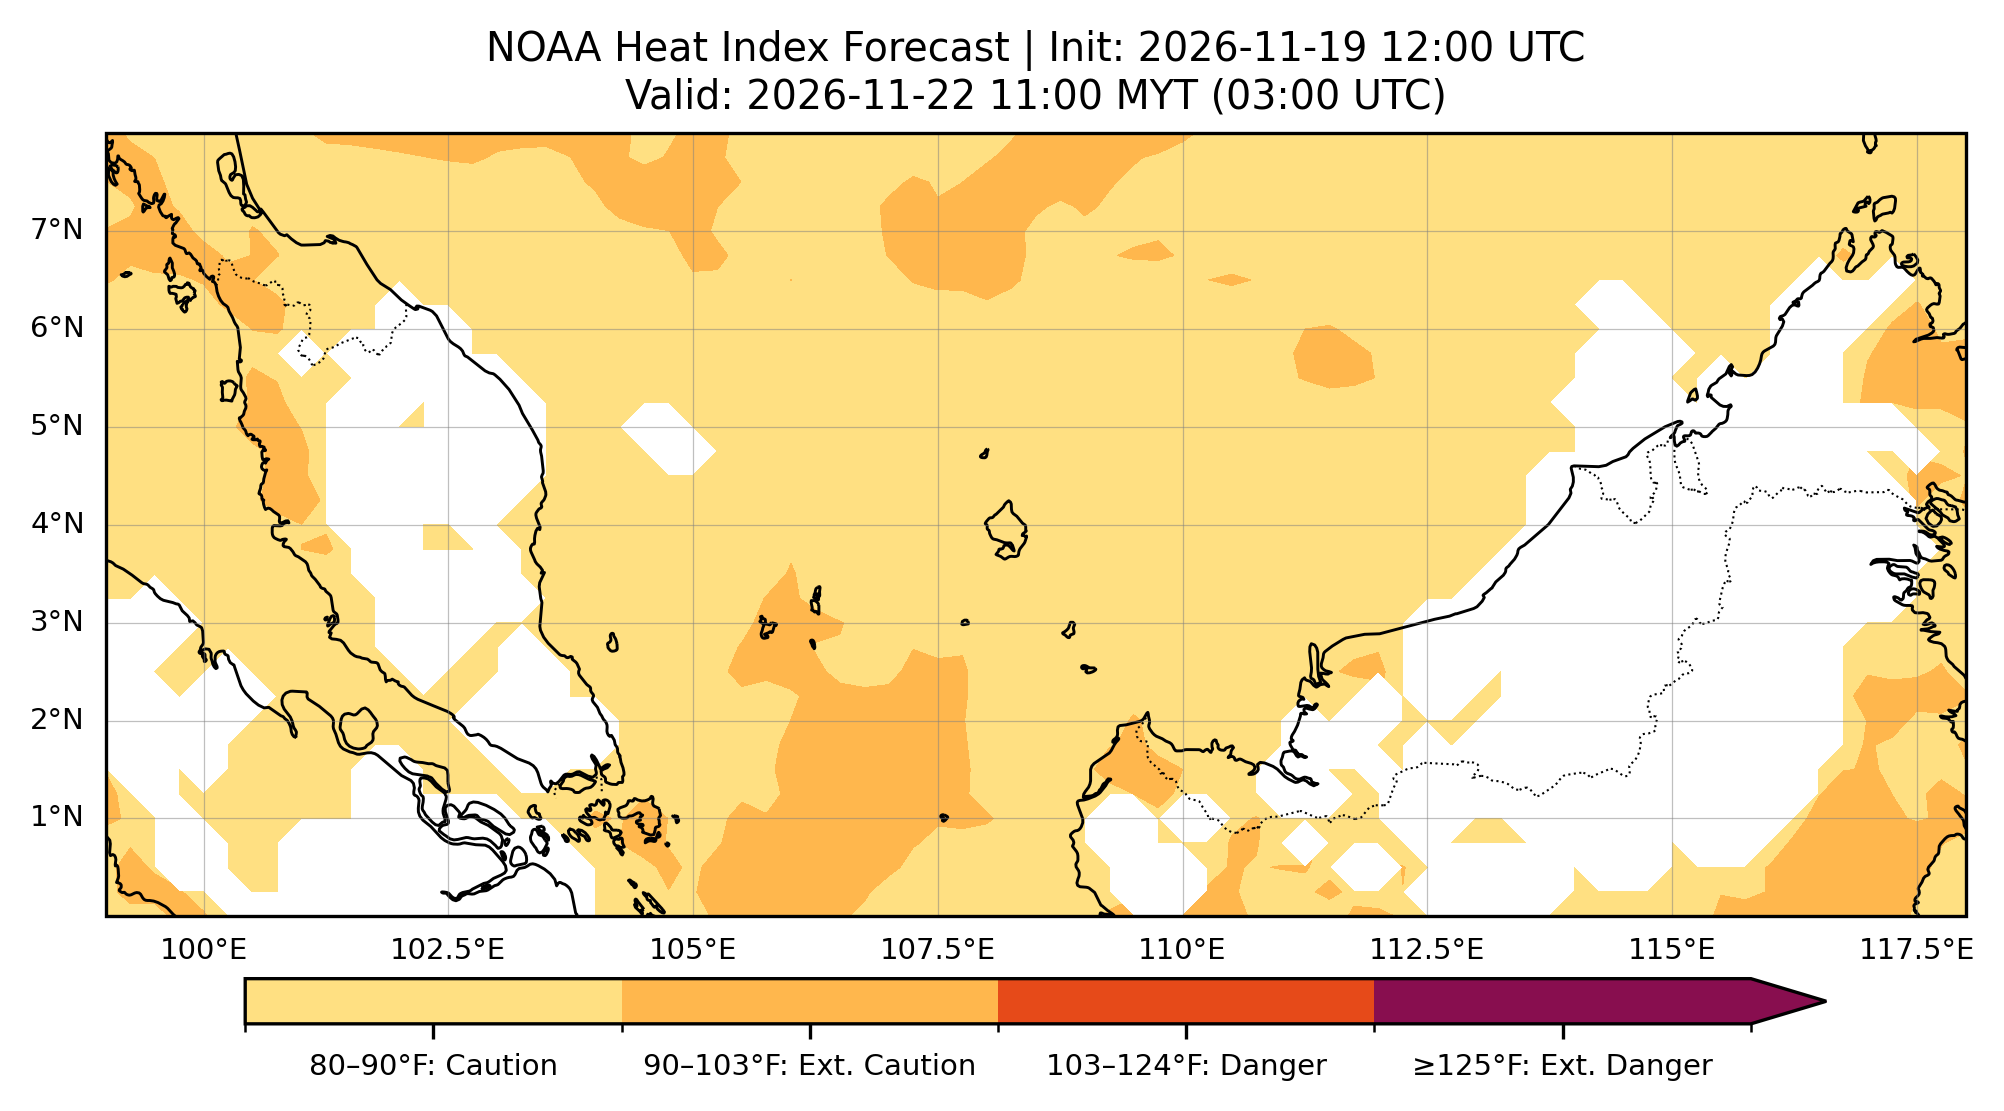 NOAA Heat Index Forecast | Init: 2026-11-19 12:00 UTC
Valid: 2026-11-22 11:00 MYT (03:00 UTC)
7°N
6°N
5°N
4°N
3°N
2°N
1°N
100°E 102.5°E 105°E 107.5°E 110°E 112.5°E 115°E 117.5°E
80–90°F: Caution 90–103°F: Ext. Caution 103–124°F: Danger ≥125°F: Ext. Danger